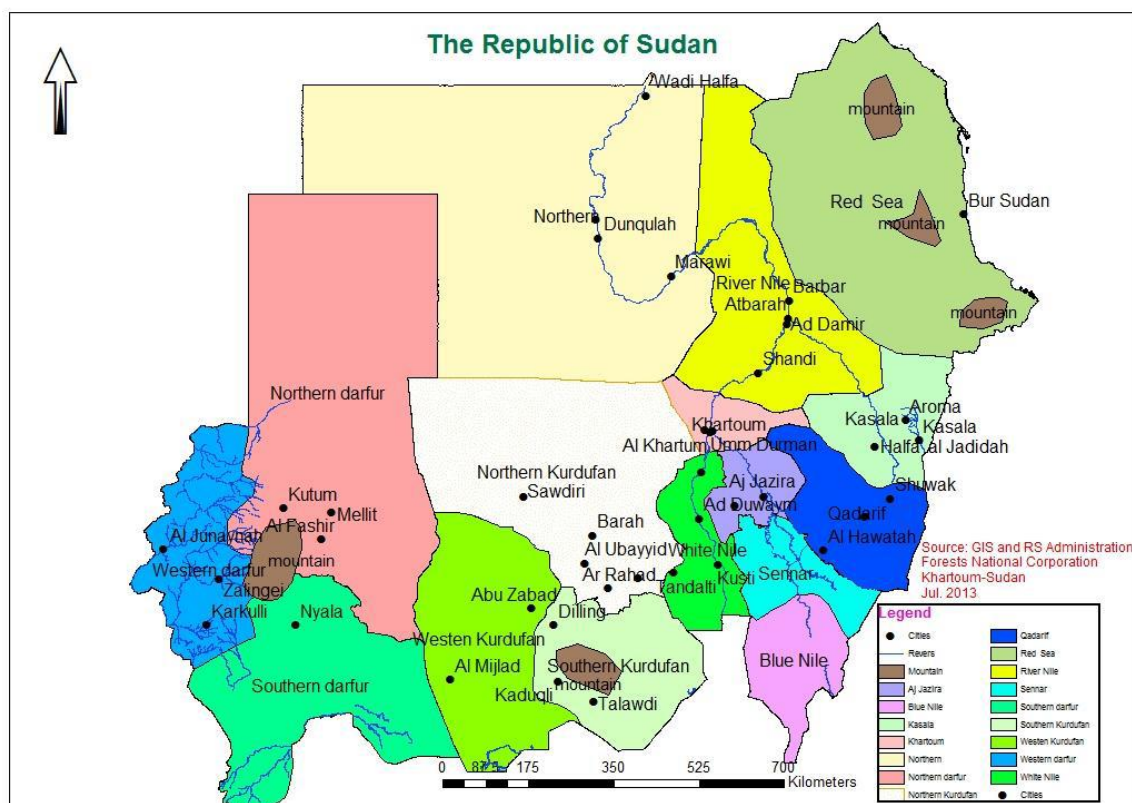 The Republic of Sudan
Wadi Halfa
mountain
Red Sea
mountain
Bur Sudan
Northern
Dunqulah
Marawi
River Nile
Barbar
Atbarah
Ad Damir
mountain
Shandi
Northern darfur
Khartoum
Al Khartum
Umm Durman
Kasala
Aroma
Kasala
Halfa al Jadidah
Northern Kurdufan
Sawdiri
Aj Jazira
Ad Duwaym
Shuwak
Qadarif
Al Hawatah
Kutum
Mellit
Al Fashir
mountain
Al Junaynah
Western darfur
Zalingei
Karkulli
Nyala
Barah
Al Ubayyid
Ar Rahad
White Nile
Tandalti
Kusti
Sennar
Abu Zabad
Dilling
Westen Kurdufan
Al Mijlad
Southern Kurdufan
mountain
Kaduqli
Talawdi
Blue Nile
Southern darfur
Source: GIS and RS Administration
Forests National Corporation
Khartoum-Sudan
Jul. 2013
Legend
Cities
Revers
Mountain
Aj Jazira
Blue Nile
Kasala
Khartoum
Northern
Northern darfur
Northern Kurdufan
Qadarif
Red Sea
River Nile
Sennar
Southern darfur
Southern Kurdufan
Westen Kurdufan
Western darfur
White Nile
Cities
0 87.5 175 350 525 700
Kilometers